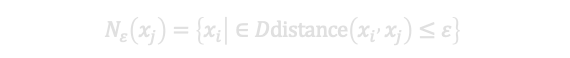 N_ε(x_j) = {x_i| ∈ Ddistance(x_i, x_j) ≤ ε}